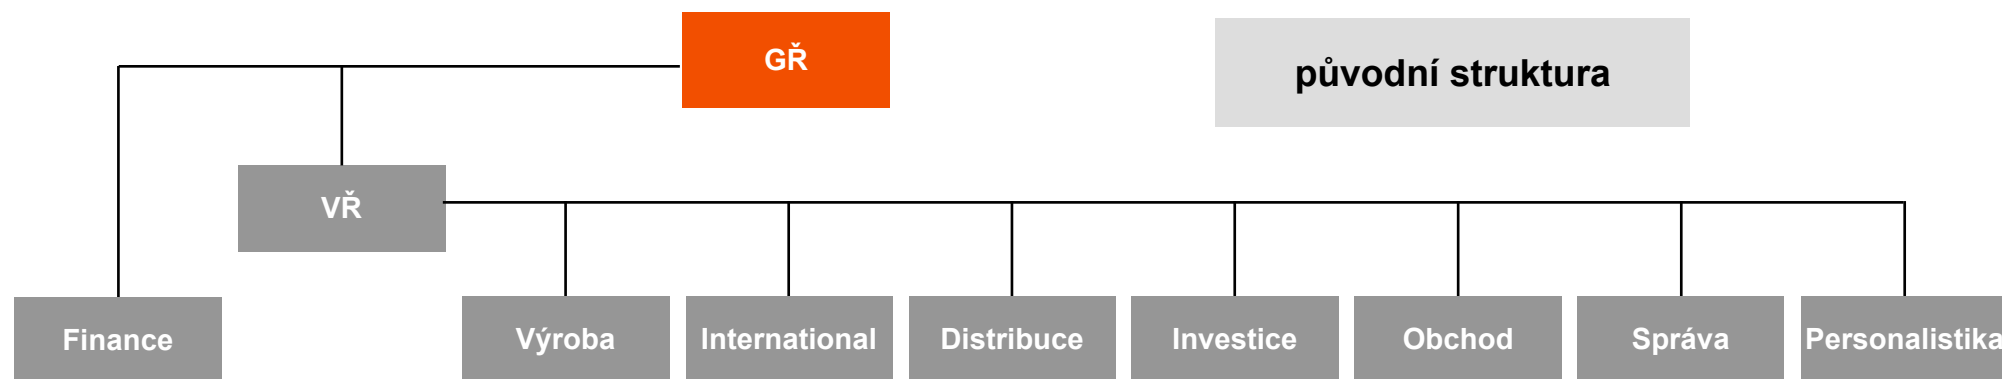 GŘ
původní struktura
VŘ
Finance
Výroba
International
Distribuce
Investice
Obchod
Správa
Personalistika